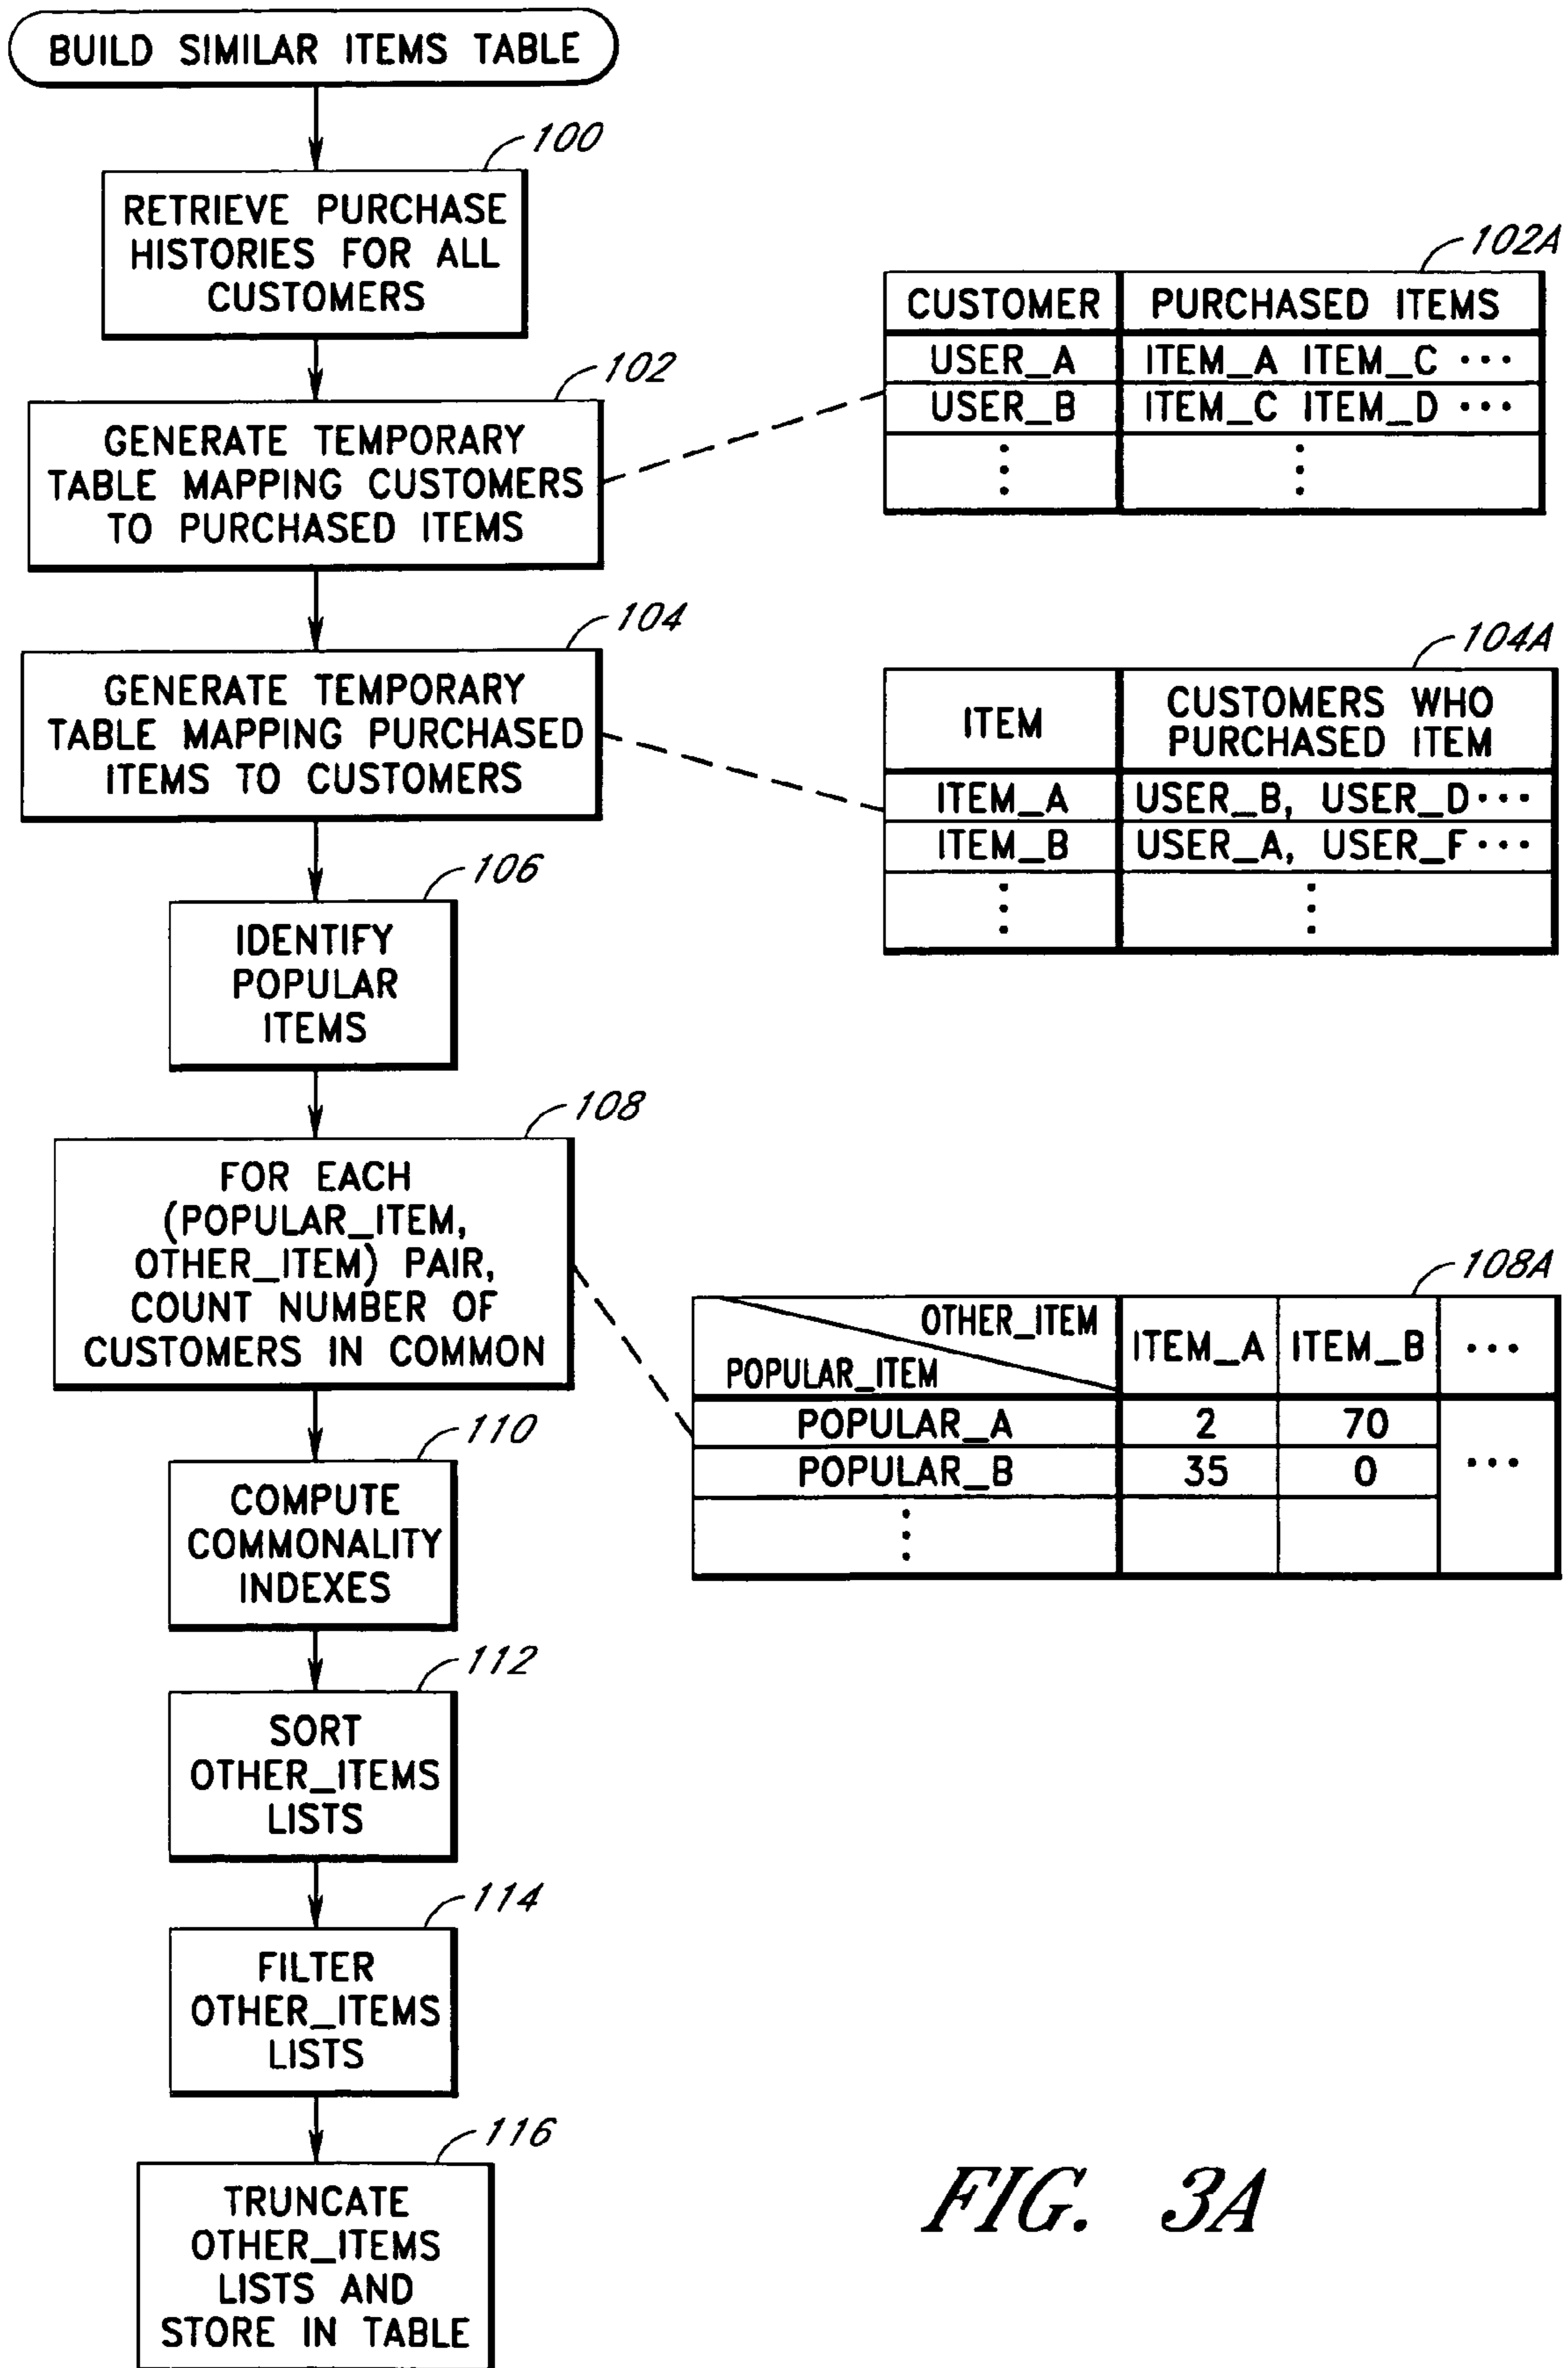 BUILD SIMILAR ITEMS TABLE
100
RETRIEVE PURCHASE
HISTORIES FOR ALL
CUSTOMERS
102
GENERATE TEMPORARY
TABLE MAPPING CUSTOMERS
TO PURCHASED ITEMS
102A
CUSTOMER PURCHASED ITEMS
USER_A ITEM_A ITEM_C ...
USER_B ITEM_C ITEM_D ...
104
GENERATE TEMPORARY
TABLE MAPPING PURCHASED
ITEMS TO CUSTOMERS
104A
ITEM
CUSTOMERS WHO
PURCHASED ITEM
ITEM_A USER_B, USER_D...
ITEM_B USER_A, USER_F...
106
IDENTIFY
POPULAR
ITEMS
108
FOR EACH
(POPULAR_ITEM,
OTHER_ITEM) PAIR,
COUNT NUMBER OF
CUSTOMERS IN COMMON
108A
OTHER_ITEM
POPULAR_ITEM
ITEM_A ITEM_B ...
POPULAR_A 2 70
POPULAR_B 35 0 ...
110
COMPUTE
COMMONALITY
INDEXES
112
SORT
OTHER_ITEMS
LISTS
114
FILTER
OTHER_ITEMS
LISTS
116
TRUNCATE
OTHER_ITEMS
LISTS AND
STORE IN TABLE
FIG. 3A